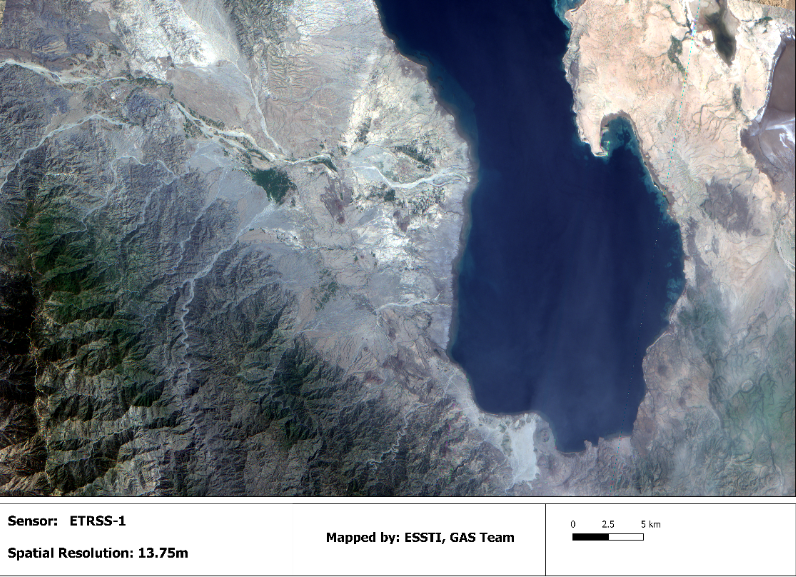 Sensor: ETRSS-1
Spatial Resolution: 13.75m
Mapped by: ESSTI, GAS Team
0 2.5 5 km